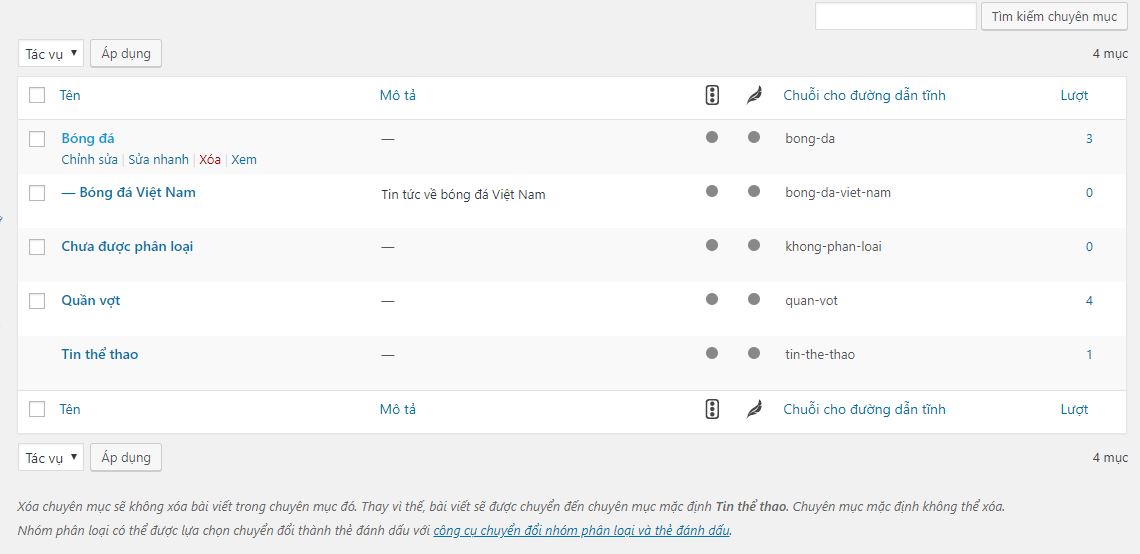 Tìm kiếm chuyên mục
Tác vụ Áp dụng 4 mục
Tên Mô tả Chuỗi cho đường dẫn tĩnh Lượt
Bóng đá — bong-da 3
Chỉnh sửa | Sửa nhanh | Xóa | Xem
— Bóng đá Việt Nam Tin tức về bóng đá Việt Nam bong-da-viet-nam 0
Chưa được phân loại — khong-phan-loai 0
Quần vợt — quan-vot 4
Tin thể thao — tin-the-thao 1
Tên Mô tả Chuỗi cho đường dẫn tĩnh Lượt
Tác vụ Áp dụng 4 mục
Xóa chuyên mục sẽ không xóa bài viết trong chuyên mục đó. Thay vì thế, bài viết sẽ được chuyển đến chuyên mục mặc định Tin thể thao. Chuyên mục mặc định không thể xóa.
Nhóm phân loại có thể được lựa chọn chuyển đổi thành thẻ đánh dấu với công cụ chuyển đổi nhóm phân loại và thẻ đánh dấu.